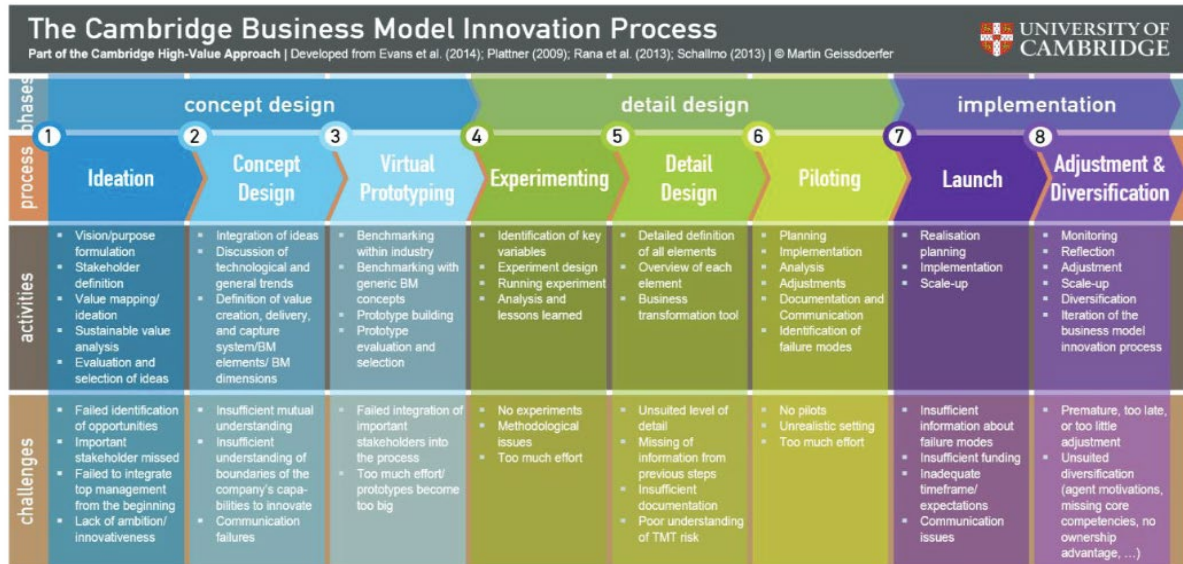 The Cambridge Business Model Innovation Process
Part of the Cambridge High-Value Approach | Developed from Evans et al. (2014); Plattner (2009); Rana et al. (2013); Schallmo (2013) | © Martin Geissdoerfer
UNIVERSITY OF
CAMBRIDGE
phases
concept design
detail design
implementation
process
1
Ideation
2
Concept
Design
3
Virtual
Prototyping
4
Experimenting
5
Detail
Design
6
Piloting
7
Launch
8
Adjustment &
Diversification
activities
▪ Vision/purpose
formulation
▪ Stakeholder
definition
▪ Value mapping/
ideation
▪ Sustainable value
analysis
▪ Evaluation and
selection of ideas
▪ Integration of ideas
▪ Discussion of
technological and
general trends
▪ Definition of value
creation, delivery,
and capture
system/BM
elements/ BM
dimensions
▪ Benchmarking
within industry
▪ Benchmarking with
generic BM
concepts
▪ Prototype building
▪ Prototype
evaluation and
selection
▪ Identification of key
variables
▪ Experiment design
▪ Running experiment
▪ Analysis and
lessons learned
▪ Detailed definition
of all elements
▪ Overview of each
element
▪ Business
transformation tool
▪ Planning
▪ Implementation
▪ Analysis
▪ Adjustments
▪ Documentation and
Communication
▪ Identification of
failure modes
▪ Realisation
planning
▪ Implementation
▪ Scale-up
▪ Monitoring
▪ Reflection
▪ Adjustment
▪ Scale-up
▪ Diversification
▪ Iteration of the
business model
innovation process
challenges
▪ Failed identification
of opportunities
▪ Important
stakeholder missed
▪ Failed to integrate
top management
from the beginning
▪ Lack of ambition/
innovativeness
▪ Insufficient mutual
understanding
▪ Insufficient
understanding of
boundaries of the
company's capa-
bilities to innovate
▪ Communication
failures
▪ Failed integration of
important
stakeholders into
the process
▪ Too much effort/
prototypes become
too big
▪ No experiments
▪ Methodological
issues
▪ Too much effort
▪ Unsuited level of
detail
▪ Missing of
information from
previous steps
▪ Insufficient
documentation
▪ Poor understanding
of TMT risk
▪ No pilots
▪ Unrealistic setting
▪ Too much effort
▪ Insufficient
information about
failure modes
▪ Insufficient funding
▪ Inadequate
timeframe/
expectations
▪ Communication
issues
▪ Premature, too late,
or too little
adjustment
▪ Unsuited
diversification
(agent motivations,
missing core
competencies, no
ownership
advantage, ...)